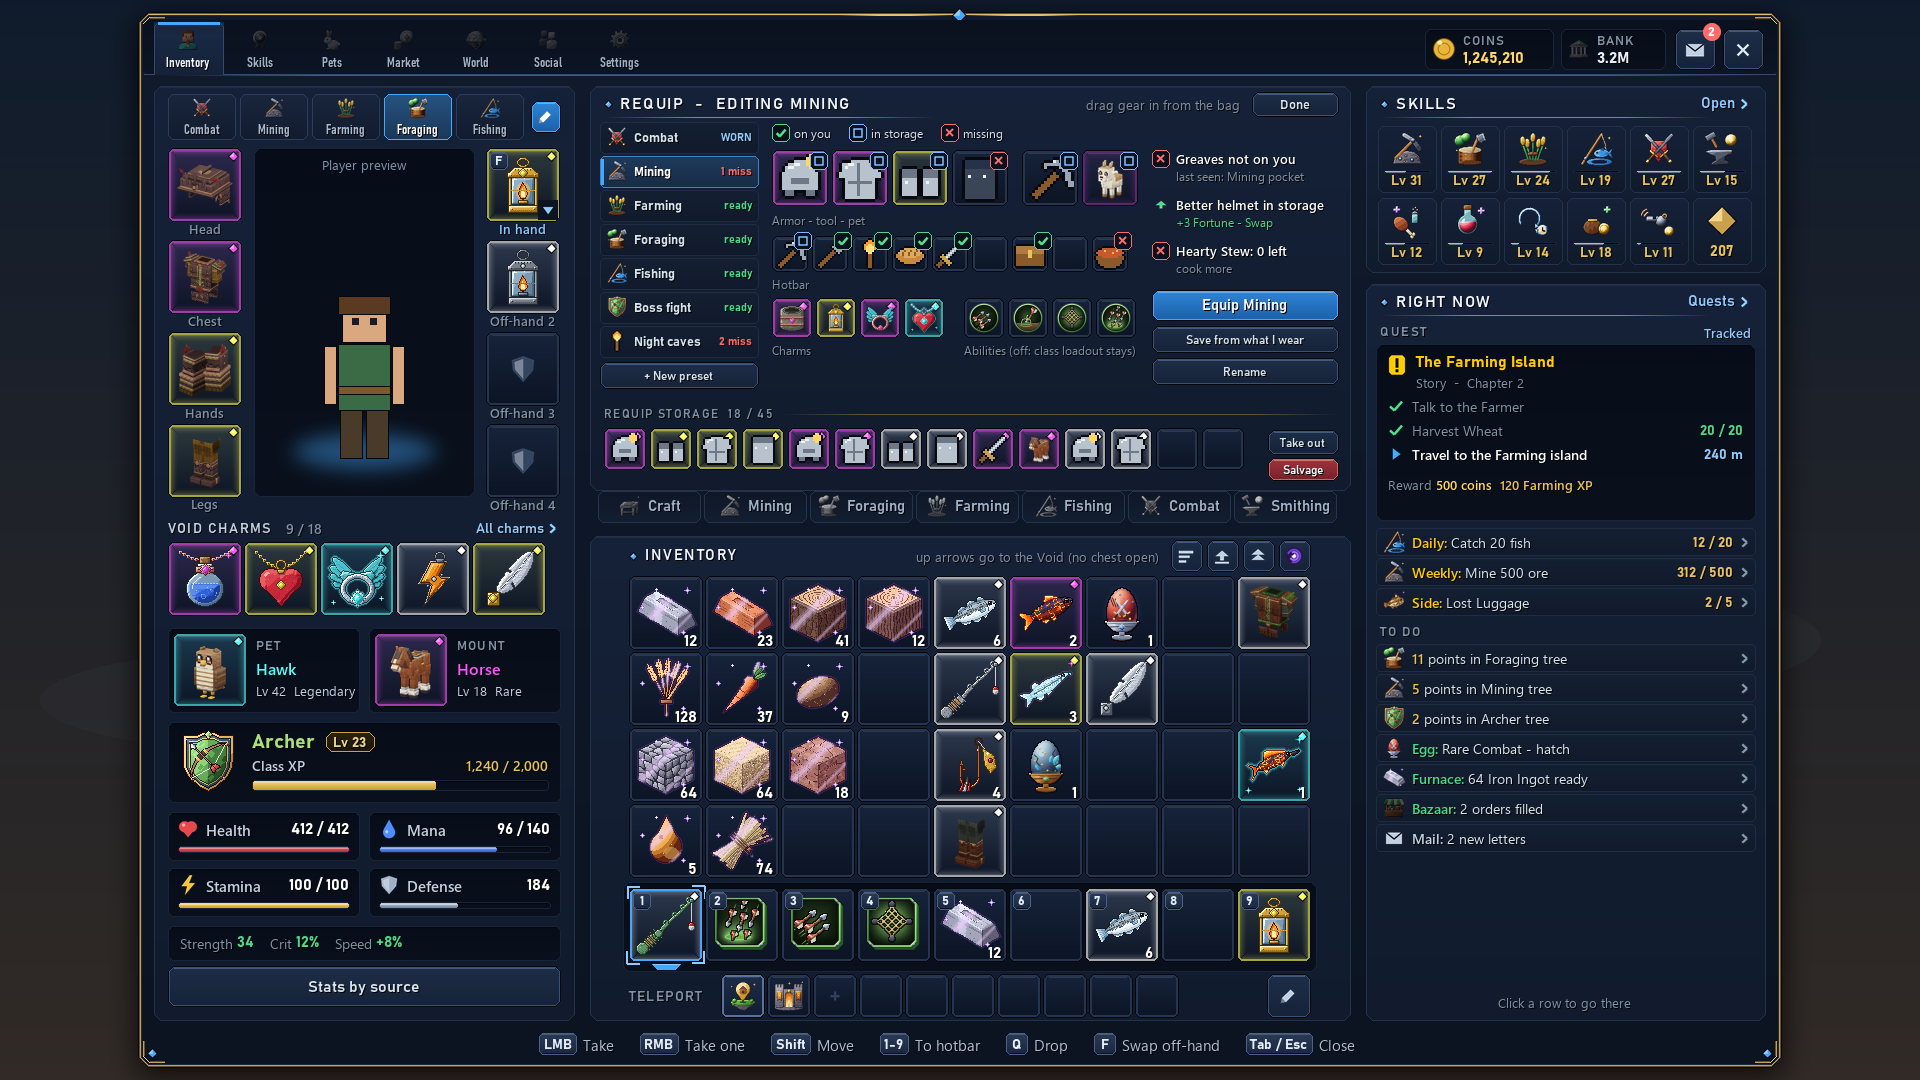 Inventory
Skills
Pets
Market
World
Social
Settings
COINS
1,245,210
BANK
3.2M
2
Combat
Mining
Farming
Foraging
Fishing
Head
Chest
Hands
Legs
Player preview
F
In hand
Off-hand 2
Off-hand 3
Off-hand 4
VOID CHARMS 9 / 18
All charms
PET
Hawk
Lv 42 Legendary
MOUNT
Horse
Lv 18 Rare
Archer Lv 23
Class XP 1,240 / 2,000
Health 412 / 412
Mana 96 / 140
Stamina 100 / 100
Defense 184
Strength 34 Crit 12% Speed +8%
Stats by source
REQUIP - EDITING MINING
drag gear in from the bag
Done
Combat WORN
Mining 1 miss
Farming ready
Foraging ready
Fishing ready
Boss fight ready
Night caves 2 miss
+ New preset
on you
in storage
missing
Armor - tool - pet
Hotbar
Charms
Abilities (off: class loadout stays)
Greaves not on you
last seen: Mining pocket
Better helmet in storage
+3 Fortune - Swap
Hearty Stew: 0 left
cook more
Equip Mining
Save from what I wear
Rename
REQUIP STORAGE 18 / 45
Take out
Salvage
Craft
Mining
Foraging
Farming
Fishing
Combat
Smithing
INVENTORY
up arrows go to the Void (no chest open)
12
23
41
12
6
2
1
128
37
9
3
64
64
18
4
1
1
5
74
1
2
3
4
5
12
6
7
6
8
9
TELEPORT
+
SKILLS
Open
Lv 31
Lv 27
Lv 24
Lv 19
Lv 27
Lv 15
Lv 12
Lv 9
Lv 14
Lv 18
Lv 11
207
RIGHT NOW
Quests
QUEST
Tracked
The Farming Island
Story - Chapter 2
Talk to the Farmer
Harvest Wheat 20 / 20
Travel to the Farming island 240 m
Reward 500 coins 120 Farming XP
Daily: Catch 20 fish 12 / 20
Weekly: Mine 500 ore 312 / 500
Side: Lost Luggage 2 / 5
TO DO
11 points in Foraging tree
5 points in Mining tree
2 points in Archer tree
Egg: Rare Combat - hatch
Furnace: 64 Iron Ingot ready
Bazaar: 2 orders filled
Mail: 2 new letters
Click a row to go there
LMB Take
RMB Take one
Shift Move
1-9 To hotbar
Q Drop
F Swap off-hand
Tab / Esc Close